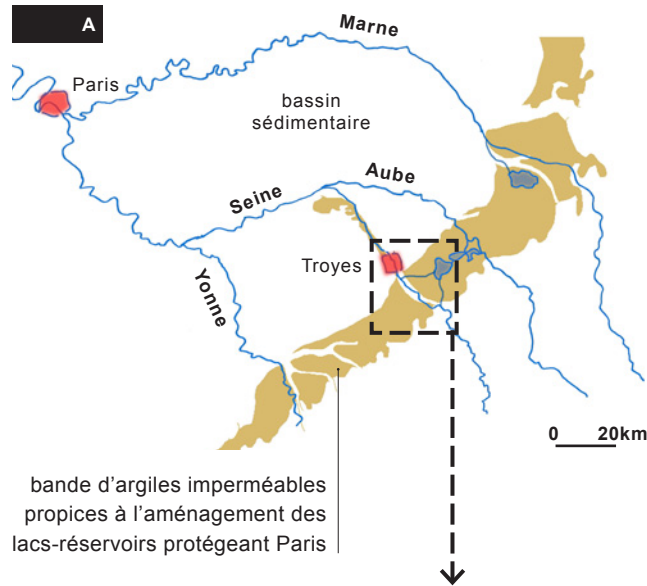 A
Marne
Paris
bassin
sédimentaire
Aube
Seine
Troyes
Yonne
0 20km
bande d'argiles imperméables
propices à l'aménagement des
lacs-réservoirs protégeant Paris